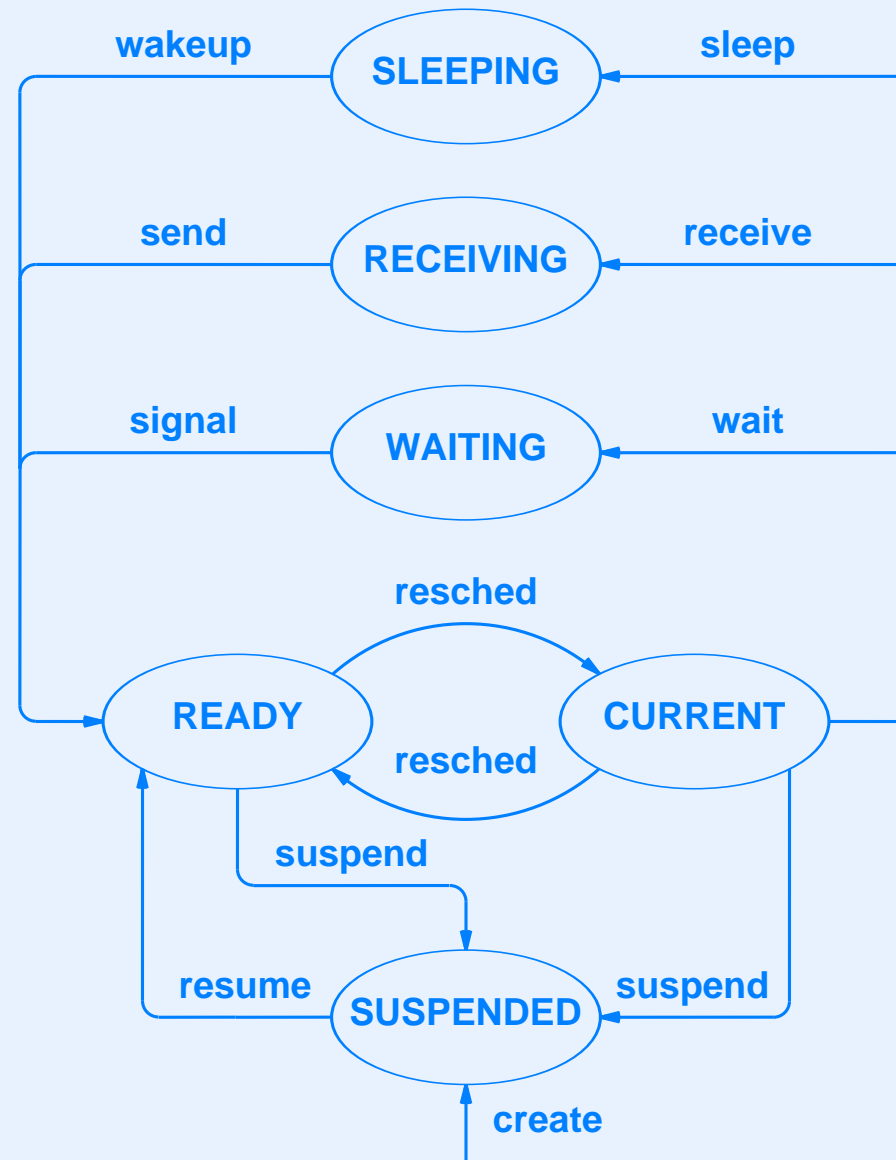 wakeup
SLEEPING
sleep
send
RECEIVING
receive
signal
WAITING
wait
resched
READY
CURRENT
resched
suspend
resume
SUSPENDED
suspend
create